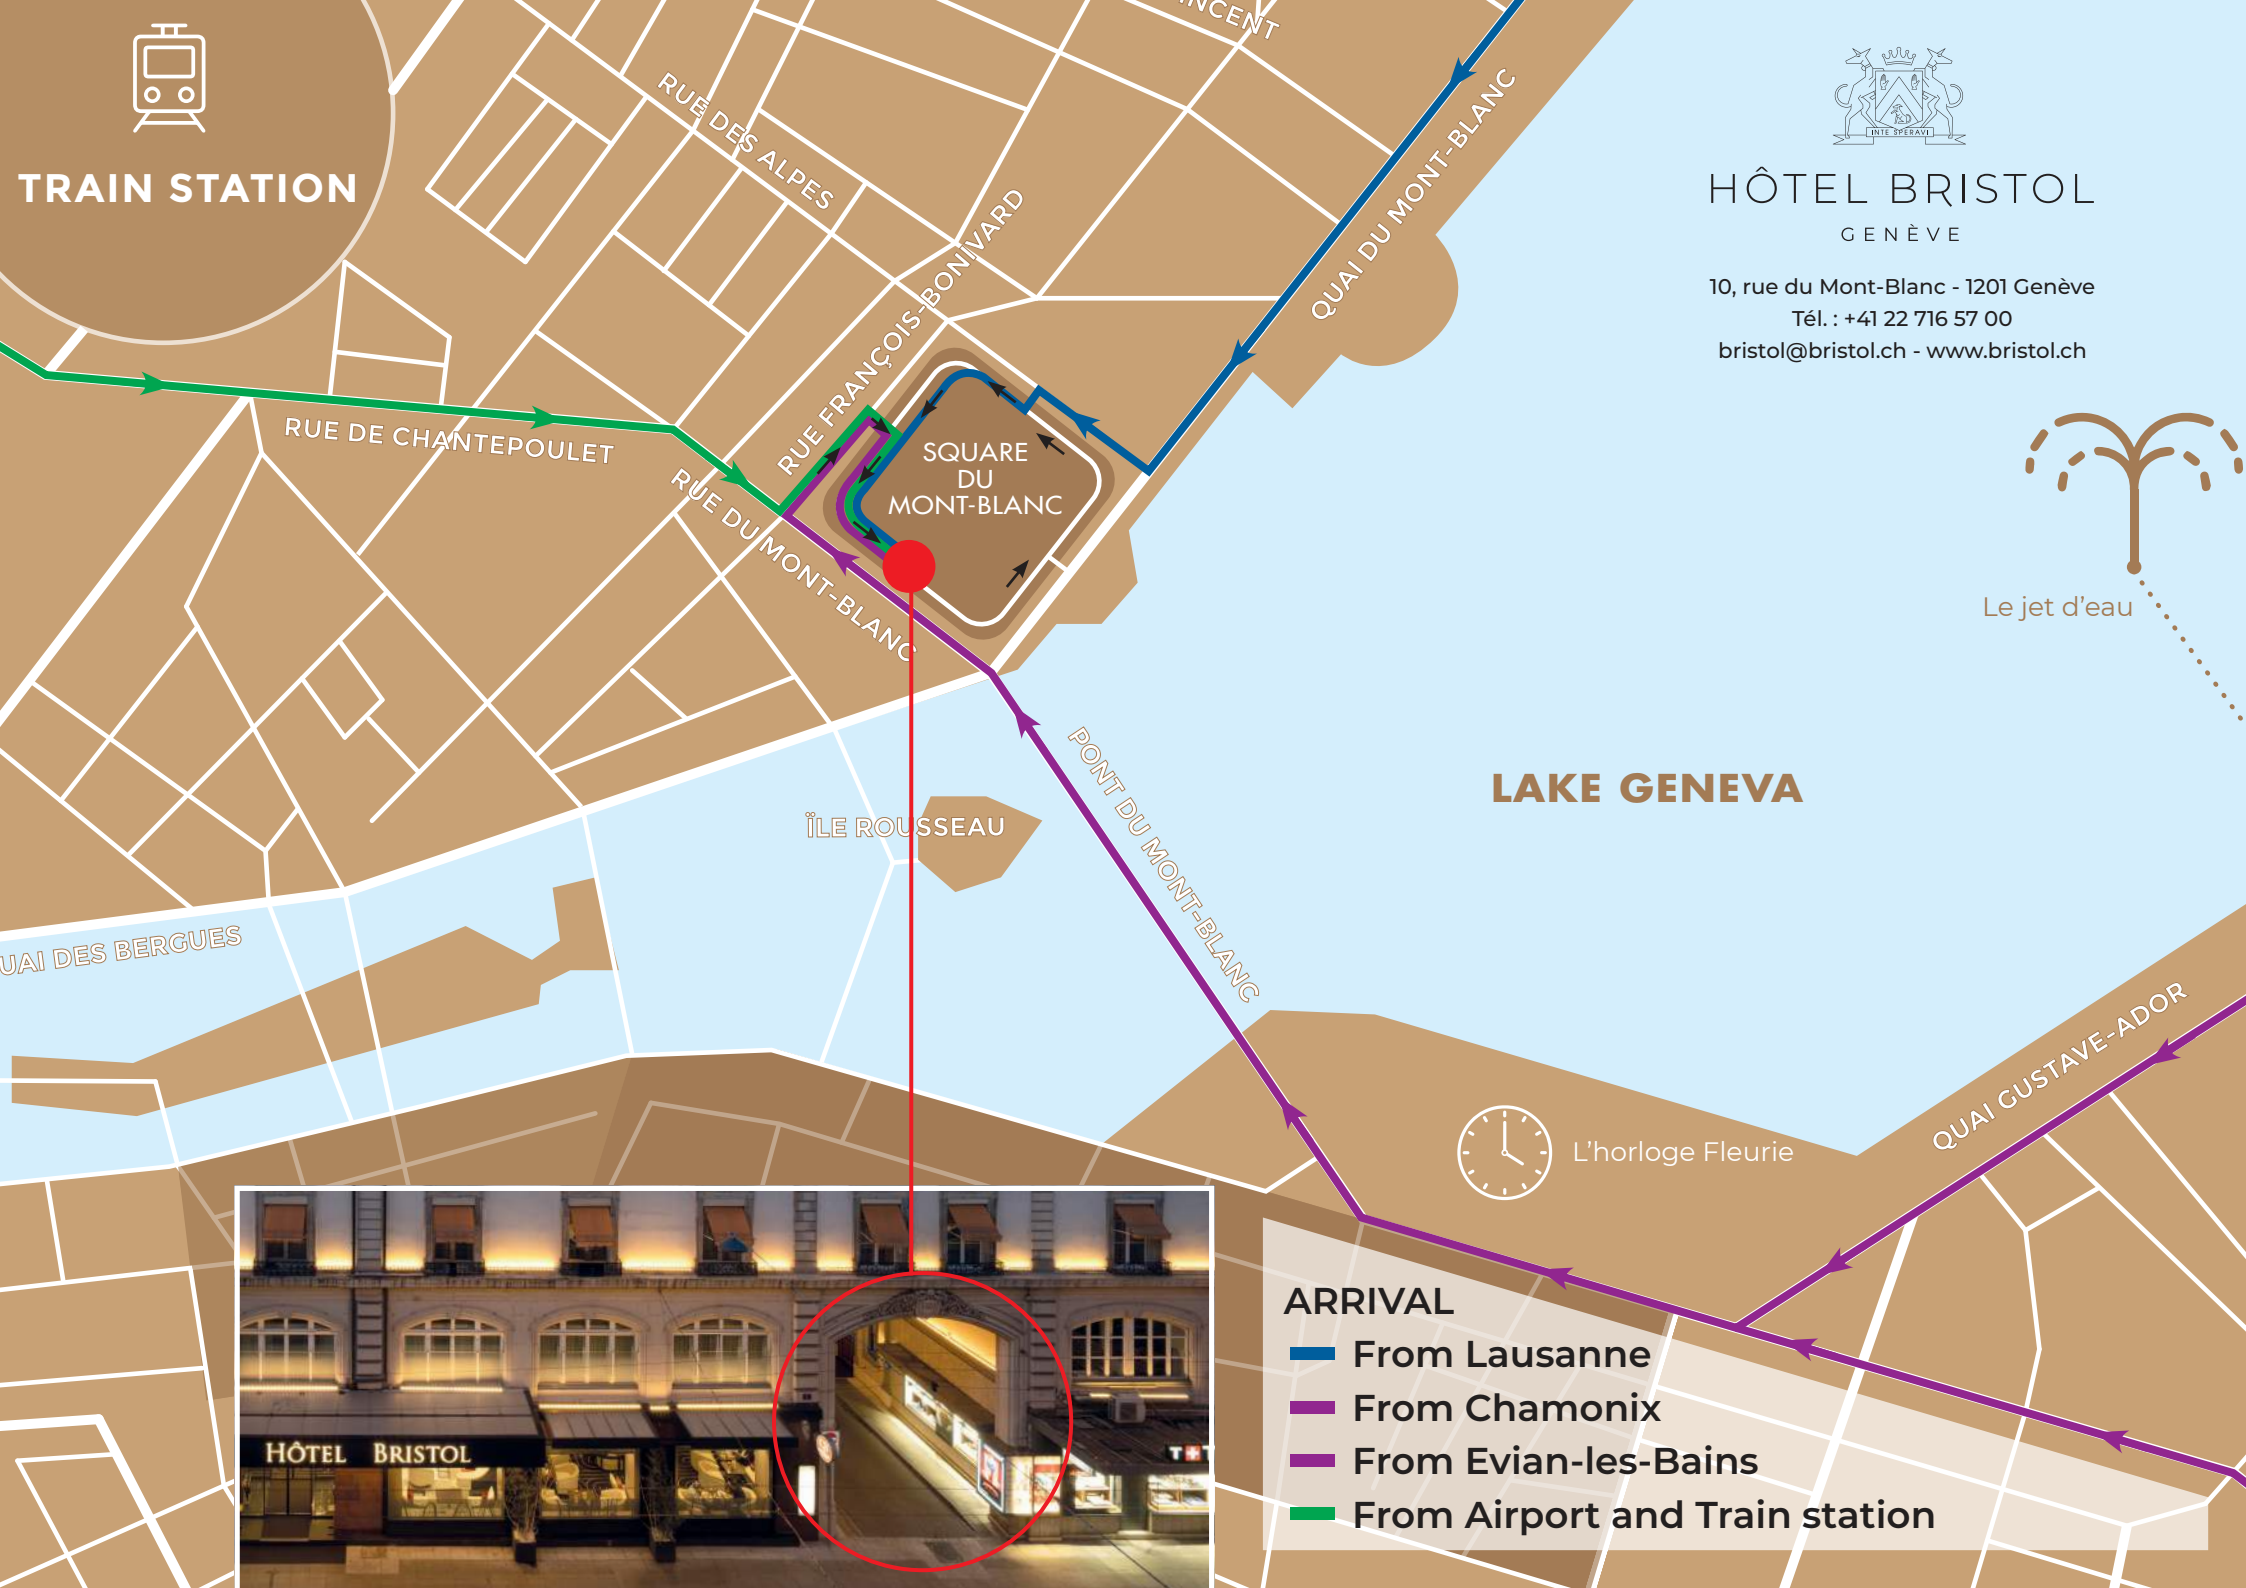 INCENT
TRAIN STATION
RUE DES ALPES
QUAI DU MONT-BLANC
INTE SPERAVI
HÔTEL BRISTOL
GENÈVE
10, rue du Mont-Blanc - 1201 Genève
Tél. : +41 22 716 57 00
bristol@bristol.ch - www.bristol.ch
RUE FRANÇOIS-BONIVARD
RUE DE CHANTEPOULET
SQUARE
DU
MONT-BLANC
RUE DU MONT-BLANC
Le jet d'eau
LAKE GENEVA
PONT DU MONT-BLANC
ÏLE ROUSSEAU
UAI DES BERGUES
QUAI GUSTAVE-ADOR
L'horloge Fleurie
HÔTEL BRISTOL
ARRIVAL
From Lausanne
From Chamonix
From Evian-les-Bains
From Airport and Train station